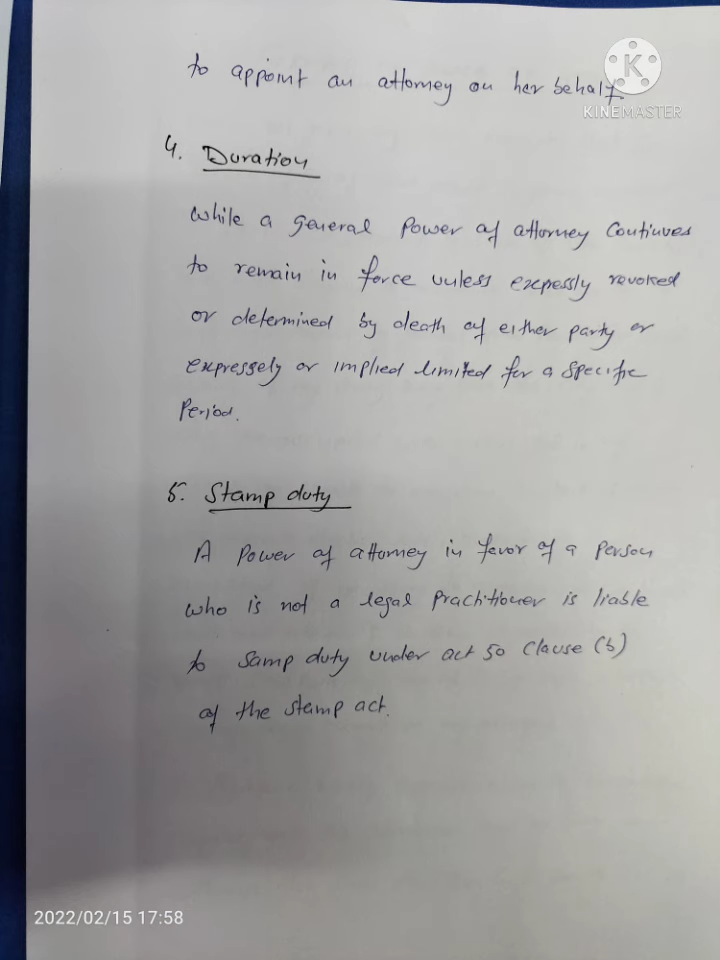 to appoint an attorney on her behalf.
K
KINEMASTER
4. Duration
While a general Power of attorney Continues
to remain in force unless expessly revoked
or determined by death of either party or
expressely or implied limited for a specific
Period.
5. Stamp duty
A Power of attorney in fevor of a Person
who is not a legal Practitioner is liable
to Samp duty under act 50 Clause (b)
of the stamp act.
2022/02/15 17:58